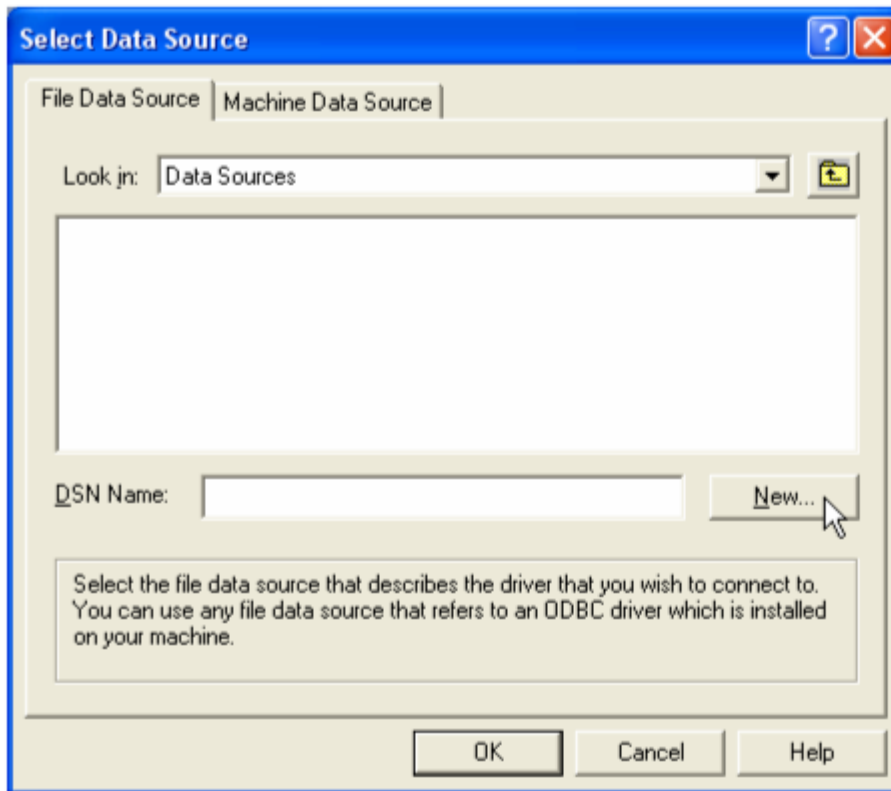 Select Data Source
File Data Source Machine Data Source
Look in: Data Sources
DSN Name: New...
Select the file data source that describes the driver that you wish to connect to.
You can use any file data source that refers to an ODBC driver which is installed
on your machine.
OK Cancel Help